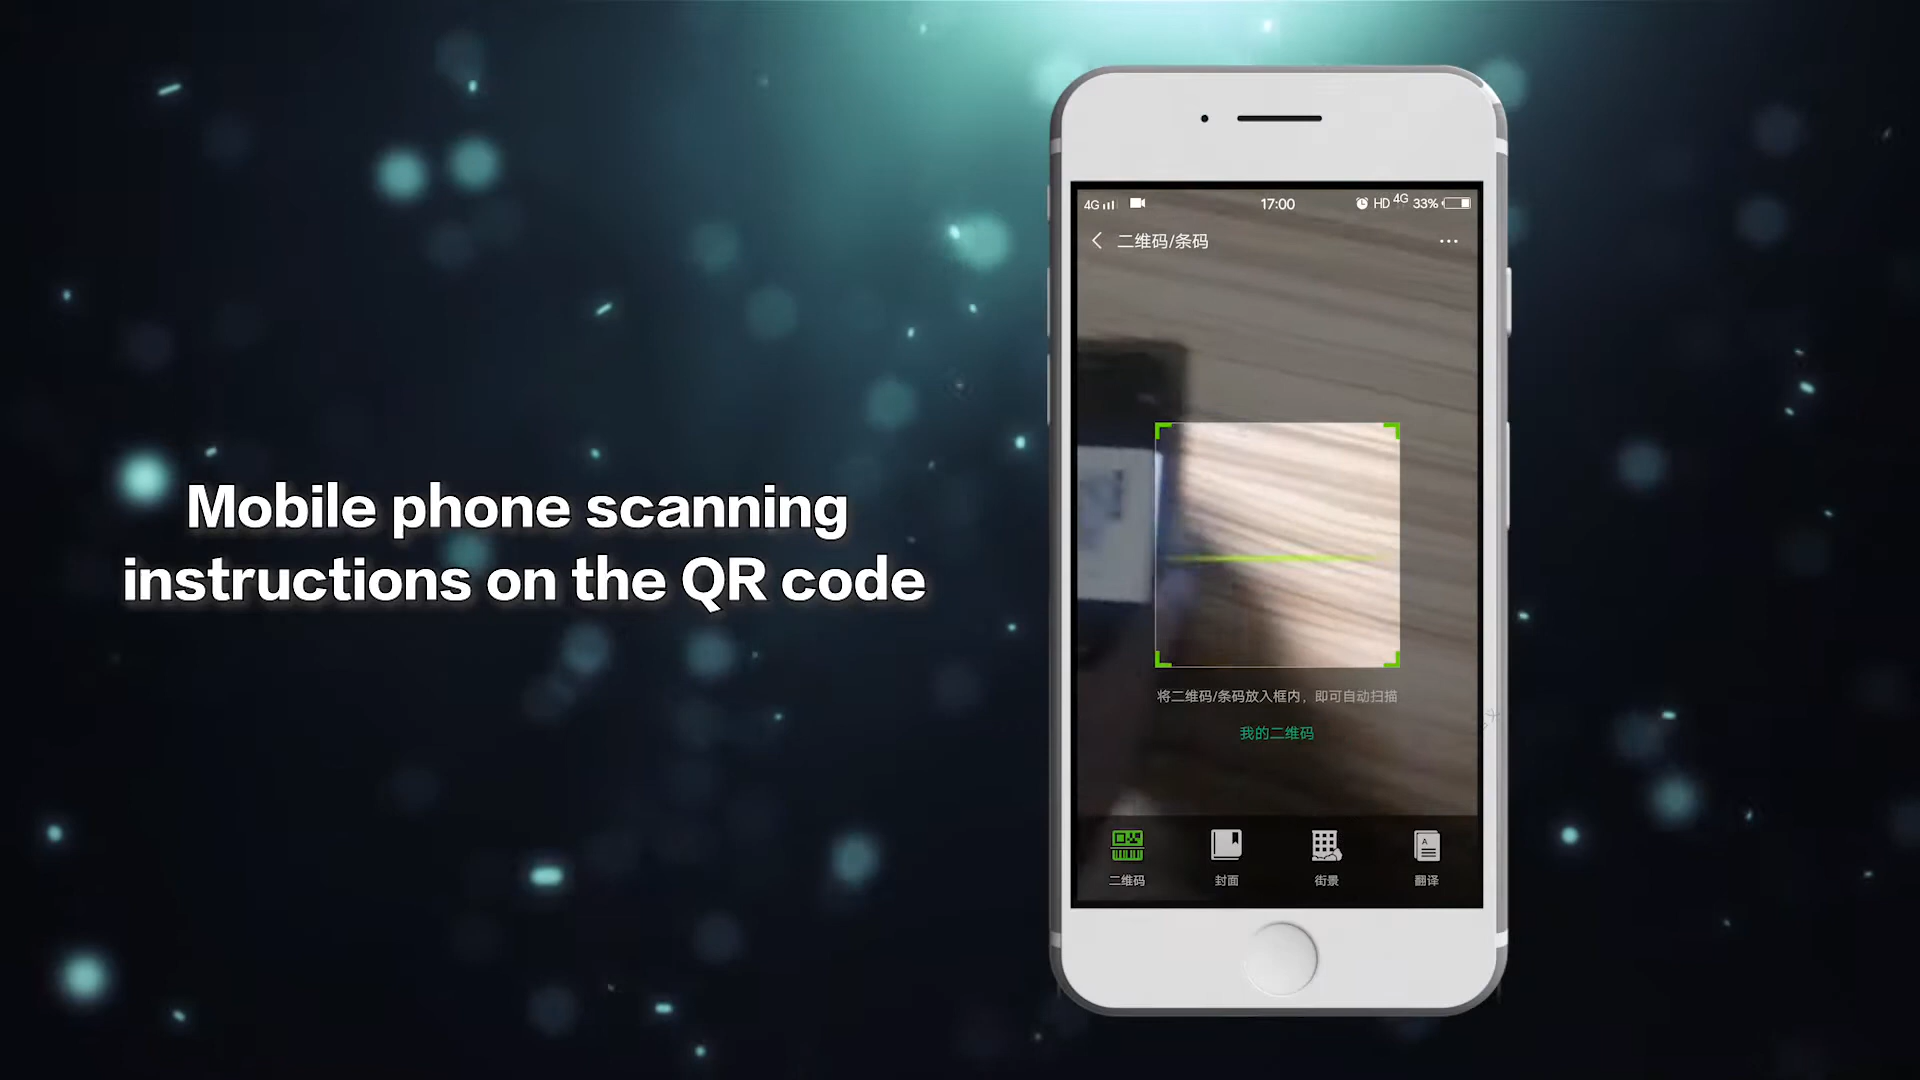 Mobile phone scanning
instructions on the QR code
4G 17:00 HD 4G 33%
二维码/条码
将二维码/条码放入框内，即可自动扫描
我的二维码
二维码 封面 街景 翻译